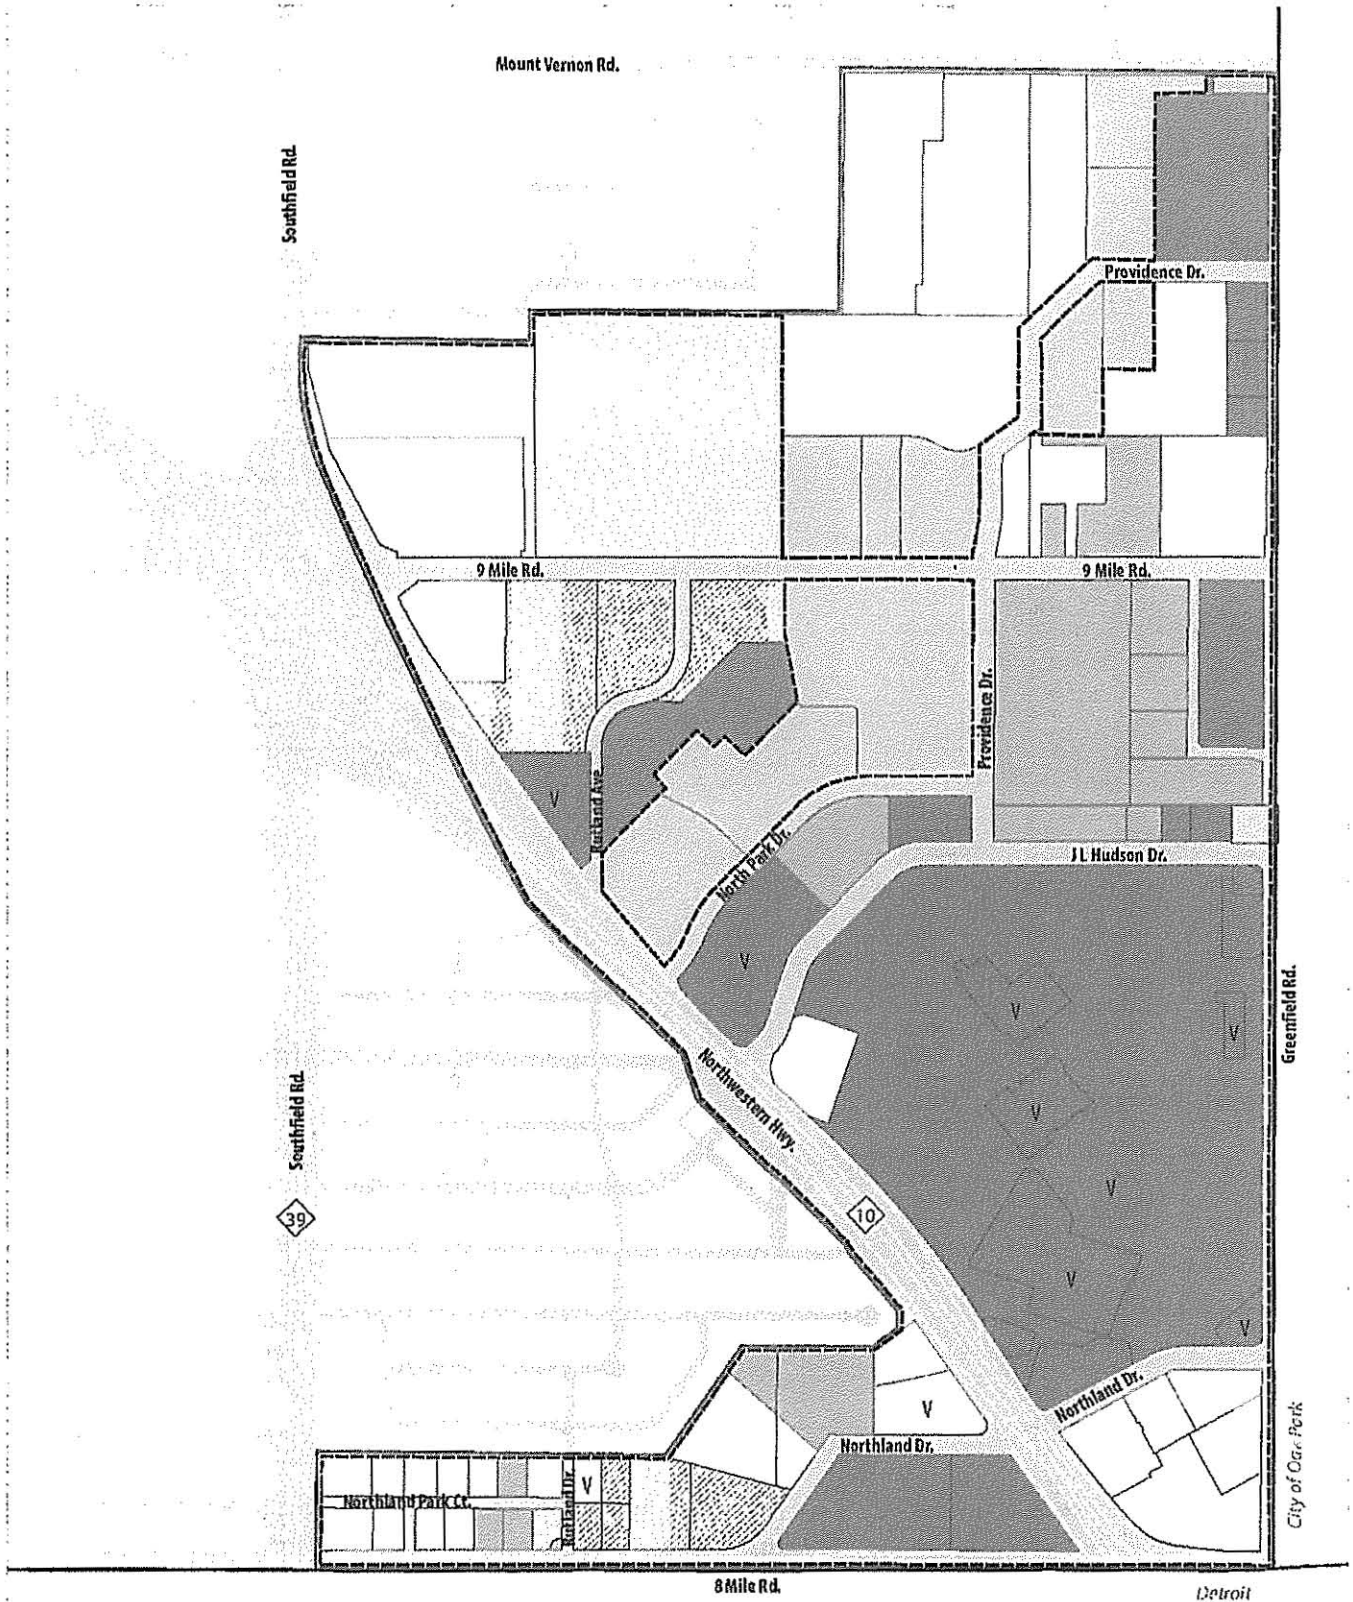 Mount Vernon Rd.
Southfield Rd.
Providence Dr.
9 Mile Rd.
9 Mile Rd.
Providence Dr.
V
Rutland Ave
North Park Dr.
J L Hudson Dr.
V
V
V
Greenfield Rd.
Northwestern Hwy.
V
Southfield Rd.
V
39
10
V
V
Northland Dr.
V
Northland Dr.
City of Oak Park
V
Northland Park Ct.
Rutland Dr.
8 Mile Rd.
Detroit